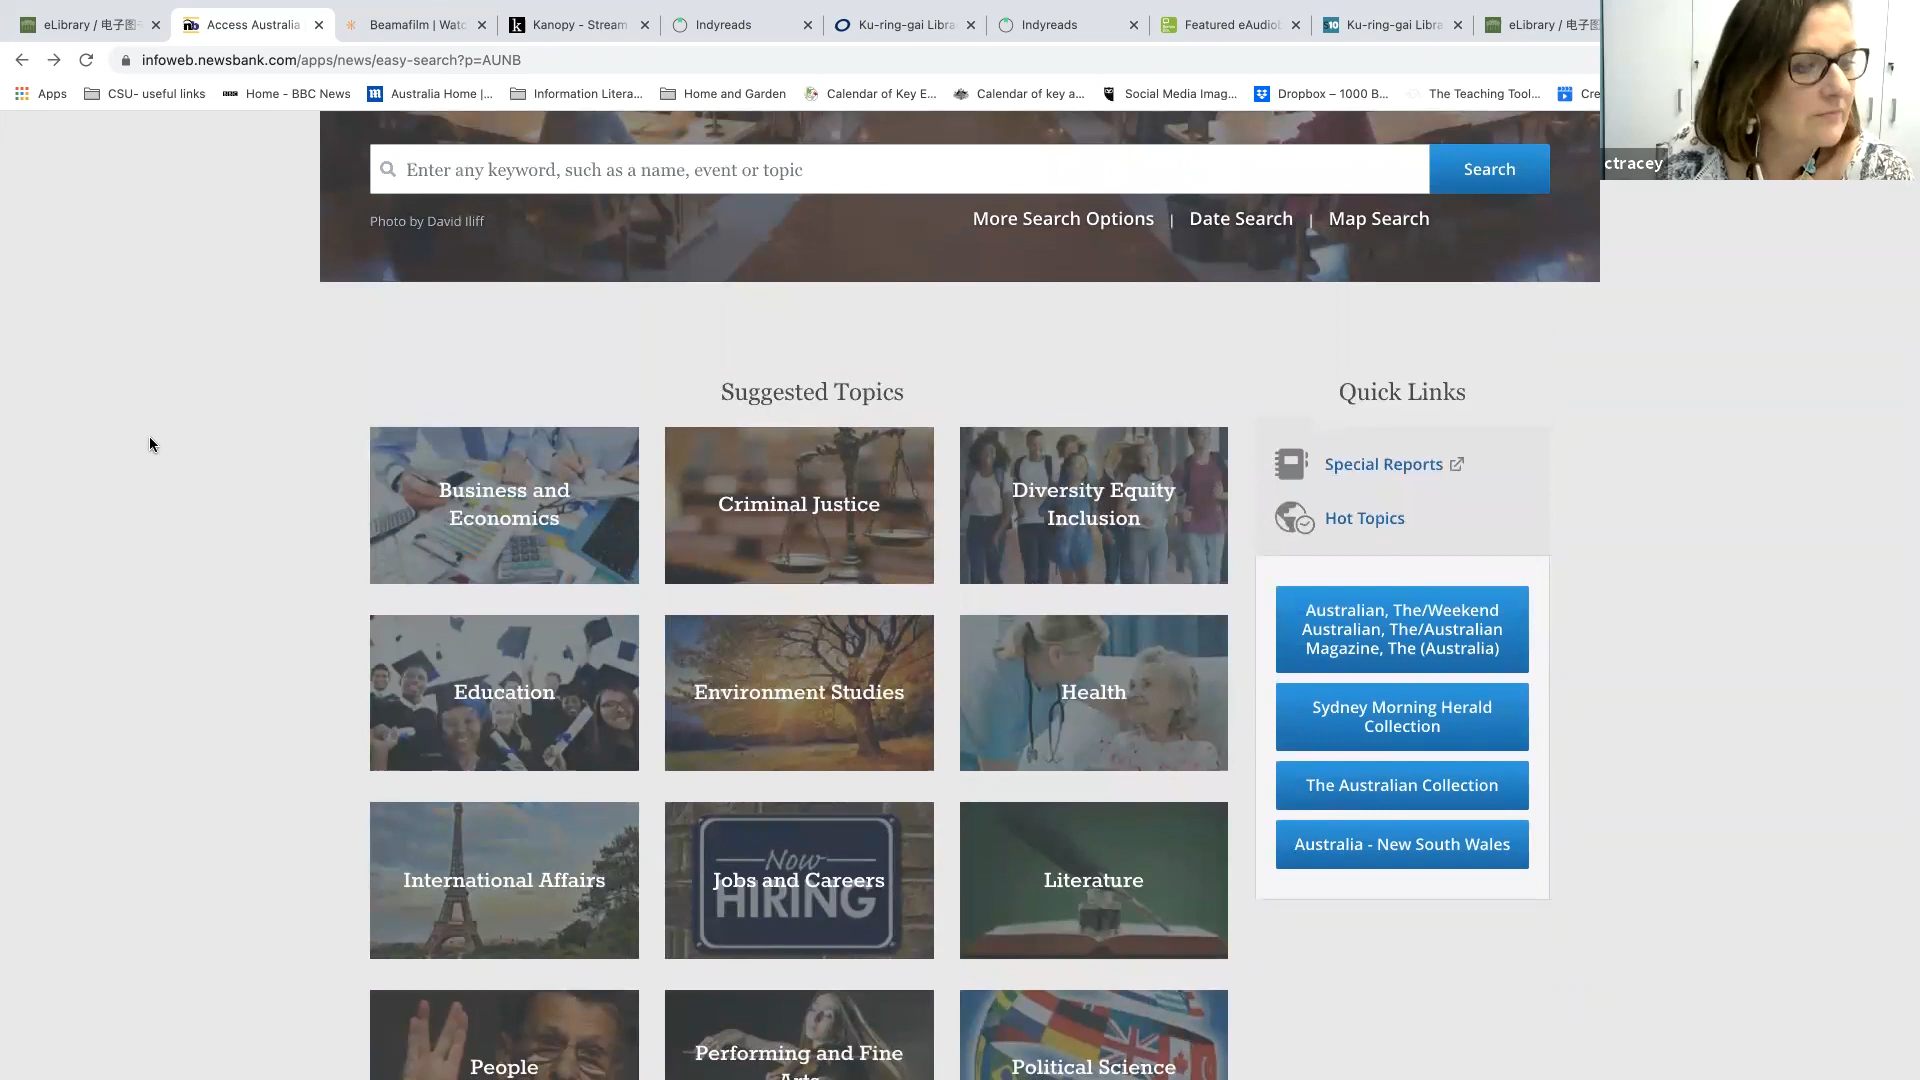 eLibrary / 电子图
Access Australia
Beamafilm | Watc
Kanopy - Stream
Indyreads
Ku-ring-gai Libra
Indyreads
Featured eAudiol
Ku-ring-gai Libra
eLibrary / 电子图
infoweb.newsbank.com/apps/news/easy-search?p=AUNB
Apps
CSU- useful links
Home - BBC News
Australia Home |...
Information Litera...
Home and Garden
Calendar of Key E...
Calendar of key a...
Social Media Imag...
Dropbox – 1000 B...
The Teaching Tool...
Cre
ctracey
Enter any keyword, such as a name, event or topic
Search
Photo by David Iliff
More Search Options | Date Search | Map Search
Suggested Topics
Quick Links
Business and
Economics
Criminal Justice
Diversity Equity
Inclusion
Special Reports
Hot Topics
Education
Environment Studies
Health
Australian, The/Weekend
Australian, The/Australian
Magazine, The (Australia)
Sydney Morning Herald
Collection
The Australian Collection
Australia - New South Wales
International Affairs
Now
HIRING
Jobs and Careers
Literature
People
Performing and Fine
Arts
Political Science